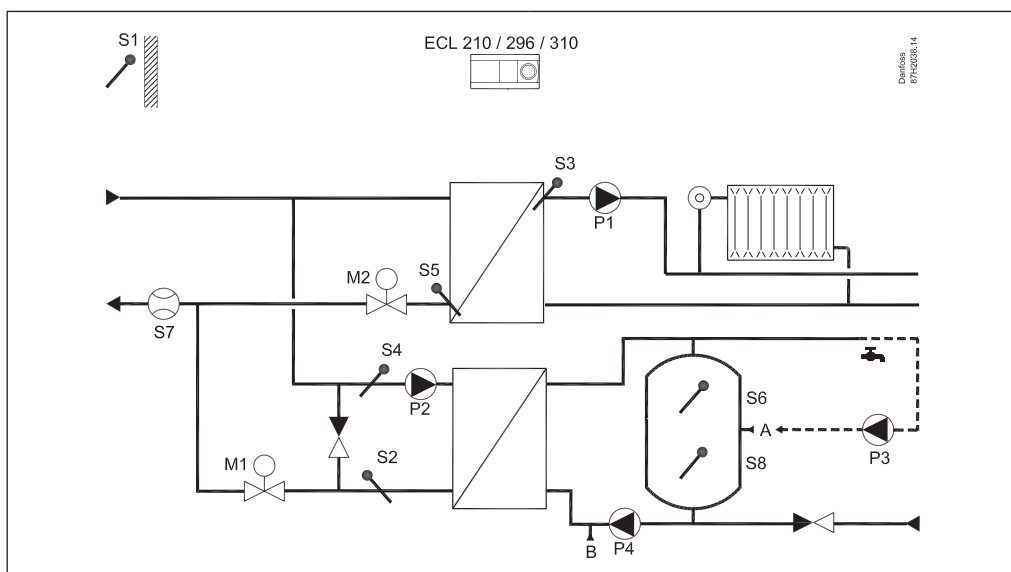 S1
ECL 210 / 296 / 310
Danfoss
87H2038.14
S3
P1
M2
S5
S7
S4
P2
S6
A
P3
S8
M1
S2
B
P4